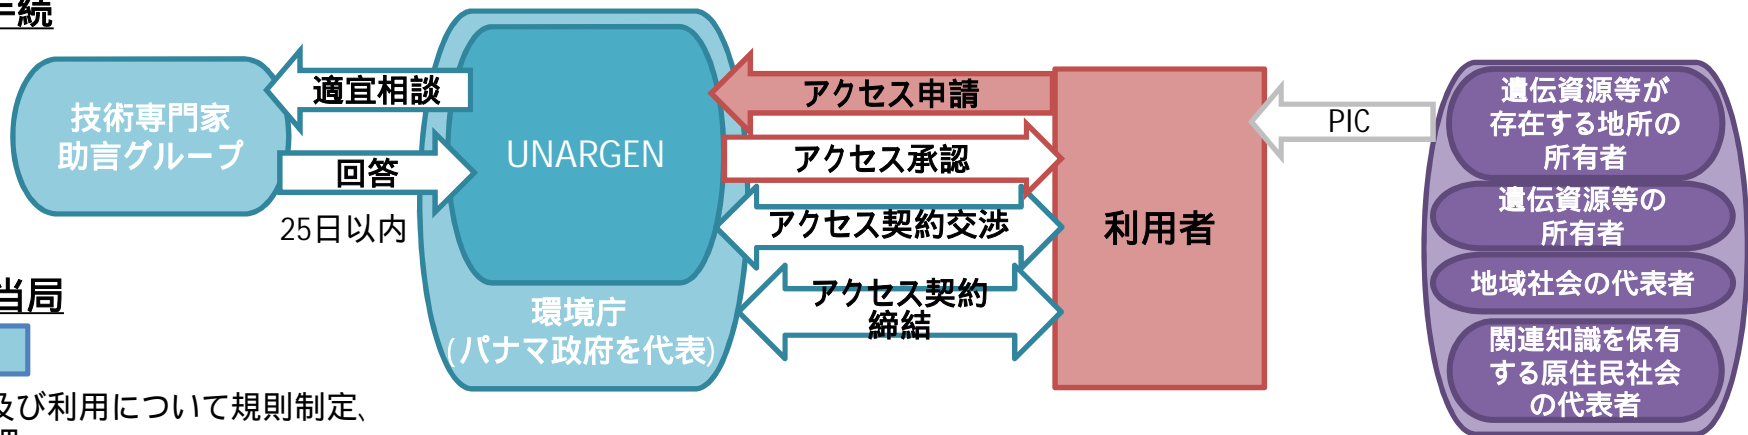 手続
技術専門家
助言グループ
適宜相談
回答
25日以内
UNARGEN
環境庁
(パナマ政府を代表)
アクセス申請
アクセス承認
アクセス契約交渉
アクセス契約
締結
利用者
PIC
遺伝資源等が
存在する地所の
所有者
遺伝資源等の
所有者
地域社会の代表者
関連知識を保有
する原住民社会
の代表者
当局
及び利用について規則制定、